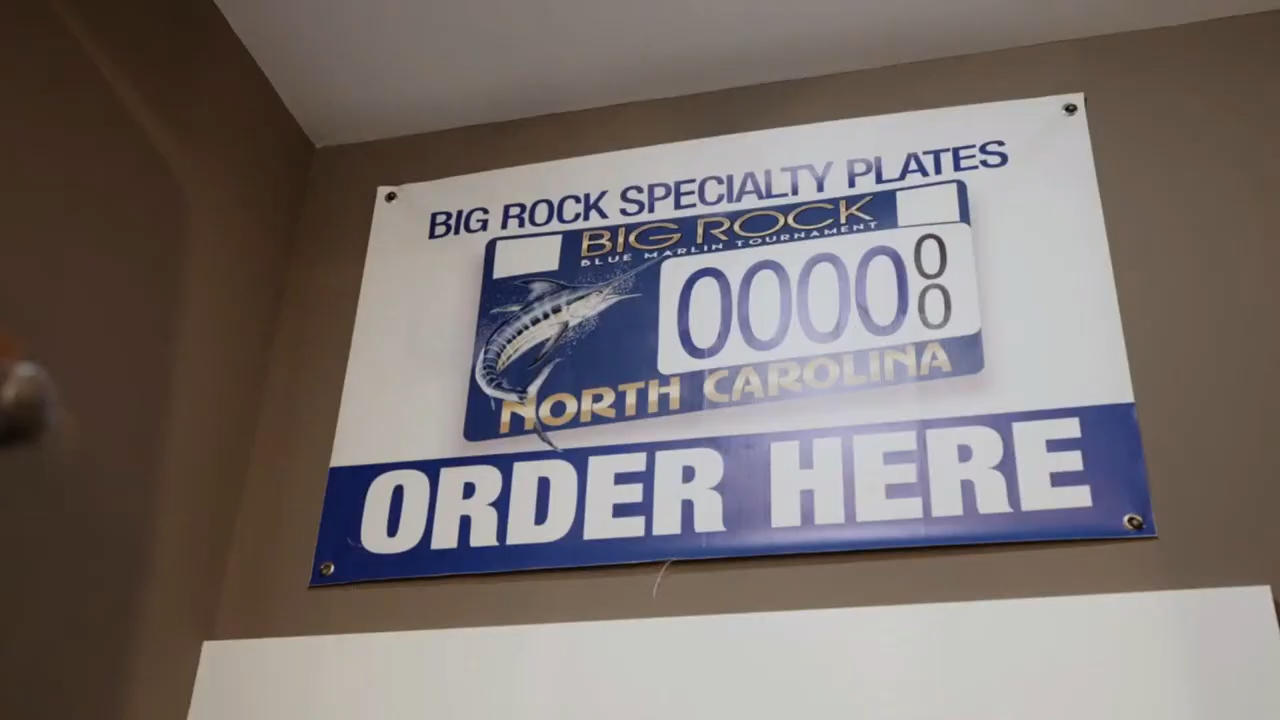 BIG ROCK SPECIALTY PLATES
BIG ROCK
BLUE MARLIN TOURNAMENT
0000 0 0
NORTH CAROLINA
ORDER HERE